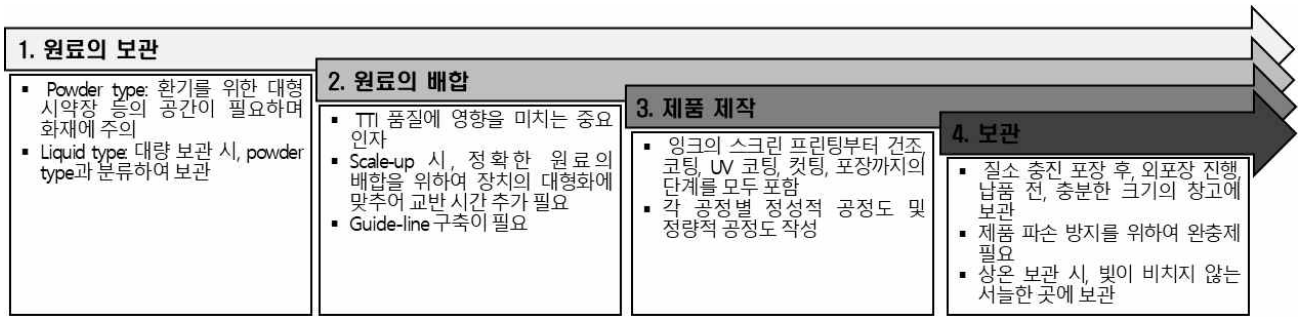 1. 원료의 보관
▪ Powder type: 환기를 위한 대형
시약장 등의 공간이 필요하며
화재에 주의
▪ Liquid type: 대량 보관 시, powder
type과 분류하여 보관
2. 원료의 배합
▪ TTI 품질에 영향을 미치는 중요
인자
▪ Scale-up 시, 정확한 원료의
배합을 위하여 장치의 대형화에
맞추어 교반 시간 추가 필요
▪ Guide-line 구축이 필요
3. 제품 제작
▪ 잉크의 스크린 프린팅부터 건조,
코팅, UV 코팅, 컷팅, 포장까지의
단계를 모두 포함
▪ 각 공정별 정성적 공정도 및
정량적 공정도 작성
4. 보관
▪ 질소 충진 포장 후, 외포장 진행,
납품 전, 충분한 크기의 창고에
보관
▪ 제품 파손 방지를 위하여 완충제
필요
▪ 상온 보관 시, 빛이 비치지 않는
서늘한 곳에 보관